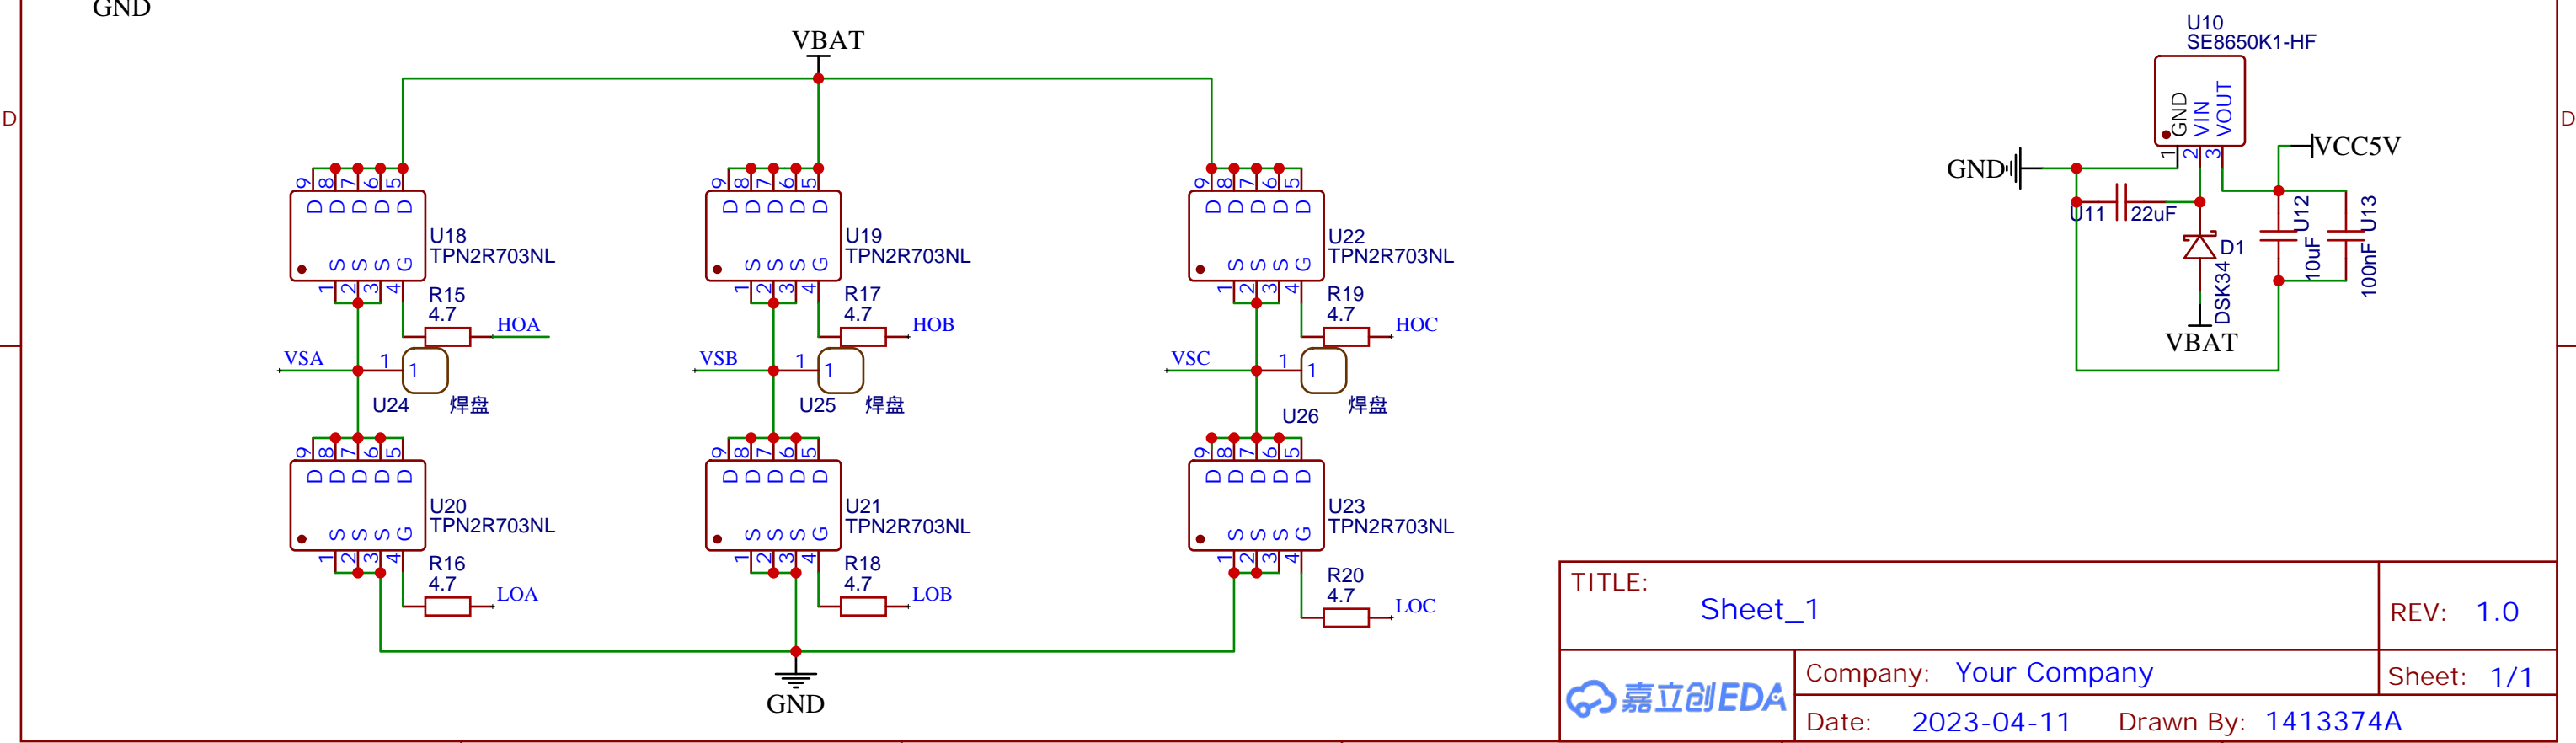 GND
VBAT
U10
SE8650K1-HF
D
D
GND
VIN
VOUT
1
2
3
GND
VCC5V
U11
22uF
U12
10uF
U13
100nF
D1
DSK34
VBAT
9
8
7
6
5
D
D
D
D
D
U18
TPN2R703NL
S
S
S
G
1
2
3
4
R15
4.7
HOA
VSA
1
1
U24
焊盘
9
8
7
6
5
D
D
D
D
D
U19
TPN2R703NL
S
S
S
G
1
2
3
4
R17
4.7
HOB
VSB
1
1
U25
焊盘
9
8
7
6
5
D
D
D
D
D
U22
TPN2R703NL
S
S
S
G
1
2
3
4
R19
4.7
HOC
VSC
1
1
焊盘
U26
9
8
7
6
5
D
D
D
D
D
U20
TPN2R703NL
S
S
S
G
1
2
3
4
R16
4.7
LOA
9
8
7
6
5
D
D
D
D
D
U21
TPN2R703NL
S
S
S
G
1
2
3
4
R18
4.7
LOB
9
8
7
6
5
D
D
D
D
D
U23
TPN2R703NL
S
S
S
G
1
2
3
4
R20
4.7
LOC
GND
TITLE:
Sheet_1
REV: 1.0
嘉立创EDA
Company: Your Company
Sheet: 1/1
Date: 2023-04-11 Drawn By: 1413374A